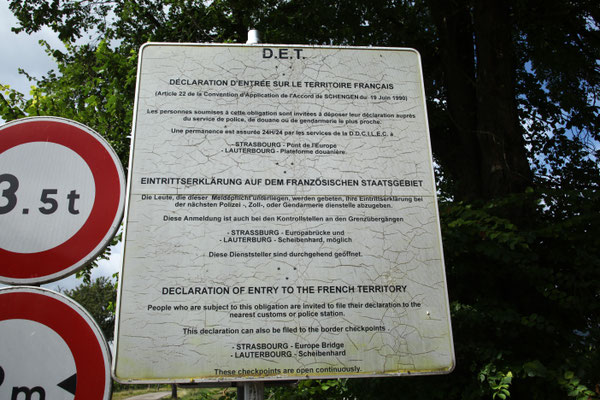 D.E.T.
DÉCLARATION D'ENTRÉE SUR LE TERRITOIRE FRANÇAIS
(Article 22 de la Convention d'Application de l'Accord de SCHENGEN du 19 Juin 1990)
Les personnes soumises à cette obligation sont invitées à déposer leur déclaration auprès
du service de police, de douane ou de gendarmerie le plus proche.
Une permanence est assurée 24H/24 par les services de la D.D.C.I.L.E.C. à
- STRASBOURG - Pont de l'Europe
- LAUTERBOURG - Plateforme douanière.
EINTRITTSERKLÄRUNG AUF DEM FRANZÖSISCHEN STAATSGEBIET
Die Leute, die dieser Meldepflicht unterliegen, werden gebeten, ihre Eintrittserklärung bei
der nächsten Polizei -, Zoll-, oder Gendarmerie dienstelle abzugeben.
Diese Anmeldung ist auch bei den Kontrollstellen an den Grenzübergängen
- STRASSBURG - Europabrücke und
- LAUTERBURG - Scheibenhard, möglich
Diese Dienststeller sind durchgehend geöffnet.
DECLARATION OF ENTRY TO THE FRENCH TERRITORY
People who are subject to this obligation are invited to file their declaration to the
nearest customs or police station.
This declaration can also be filed to the border checkpoints
- STRASBOURG - Europe Bridge
- LAUTERBOURG - Scheibenhard
These checkpoints are open continuously.
3.5t
m